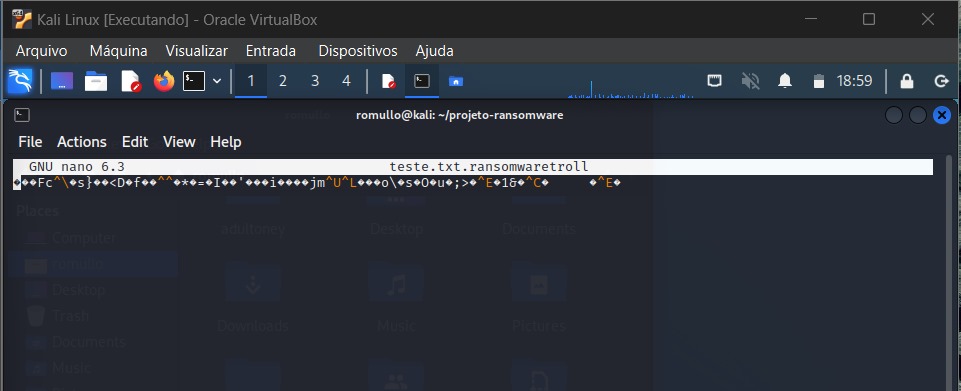 Kali Linux [Executando] - Oracle VirtualBox
Arquivo Máquina Visualizar Entrada Dispositivos Ajuda
1 2 3 4 18:59
romullo@kali: ~/projeto-ransomware
File Actions Edit View Help
GNU nano 6.3 teste.txt.ransomwaretroll
���Fc^\�s}��<D�f��^^�*�=�I��'���i����jm^U^L���o\�s�O�u�;>�^E�1&�^C� �^E�
Places
Computer
adultoney Desktop Documents
romullo
Desktop
Trash
Downloads Music Pictures
Documents
Music